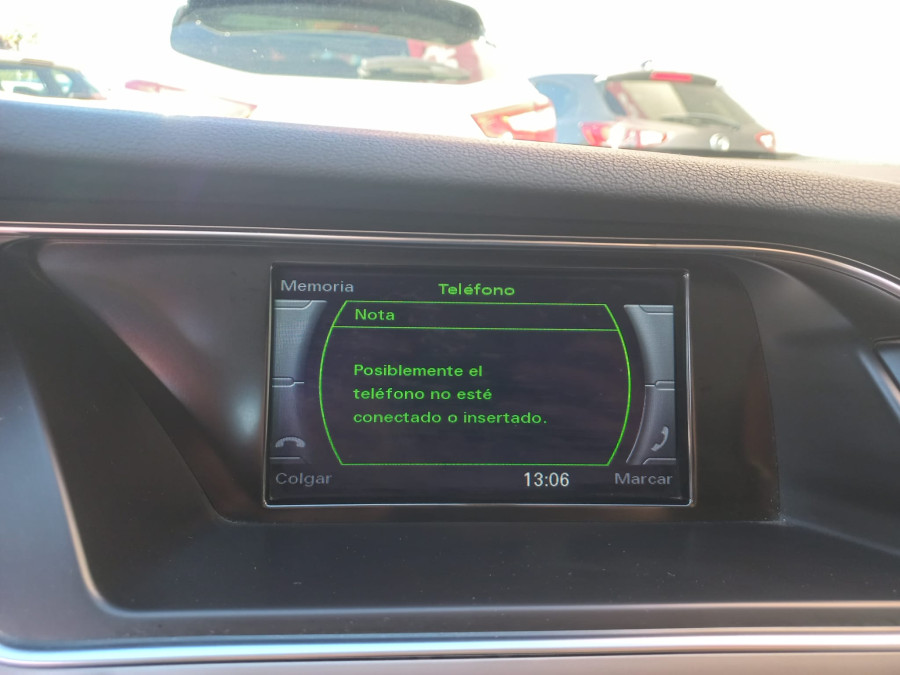 Memoria
Teléfono
Nota
Posiblemente el
teléfono no esté
conectado o insertado.
Colgar
13:06
Marcar